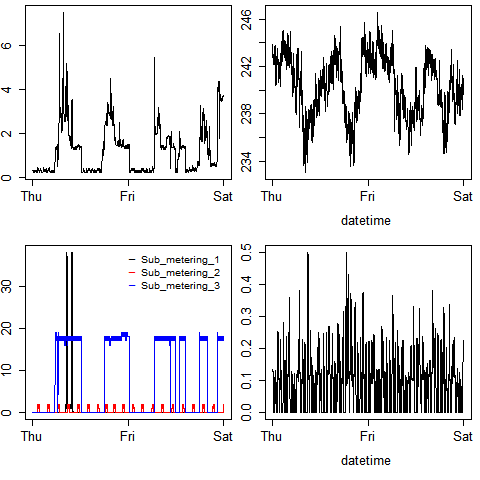 6
4
2
0
Thu Fri Sat
246
242
238
234
Thu Fri Sat
datetime
30
20
10
0
Sub_metering_1
Sub_metering_2
Sub_metering_3
Thu Fri Sat
0.5
0.4
0.3
0.2
0.1
0.0
Thu Fri Sat
datetime